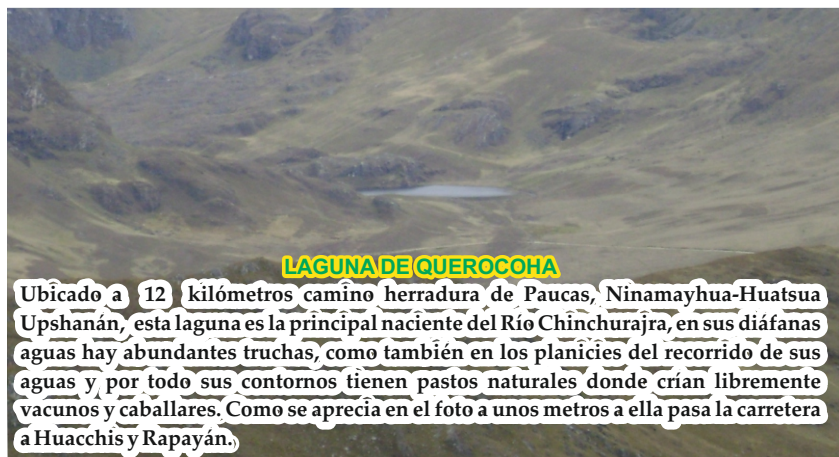 LAGUNA DE QUEROCOHA
Ubicado a 12 kilómetros camino herradura de Paucas, Ninamayhua-Huatsua
Upshanán, esta laguna es la principal naciente del Río Chinchurajra, en sus diáfanas
aguas hay abundantes truchas, como también en los planicies del recorrido de sus
aguas y por todo sus contornos tienen pastos naturales donde crían libremente
vacunos y caballares. Como se aprecia en el foto a unos metros a ella pasa la carretera
a Huacchis y Rapayán.